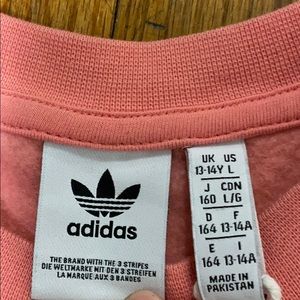 adidas
THE BRAND WITH THE 3 STRIPES
DIE WELTMARKE MIT DEN 3 STREIFEN
LA MARQUE AUX 3 BANDES
UK US
13-14Y L
J CDN
160 L/G
D F
164 13-14A
E I
164 13-14A
MADE IN
PAKISTAN